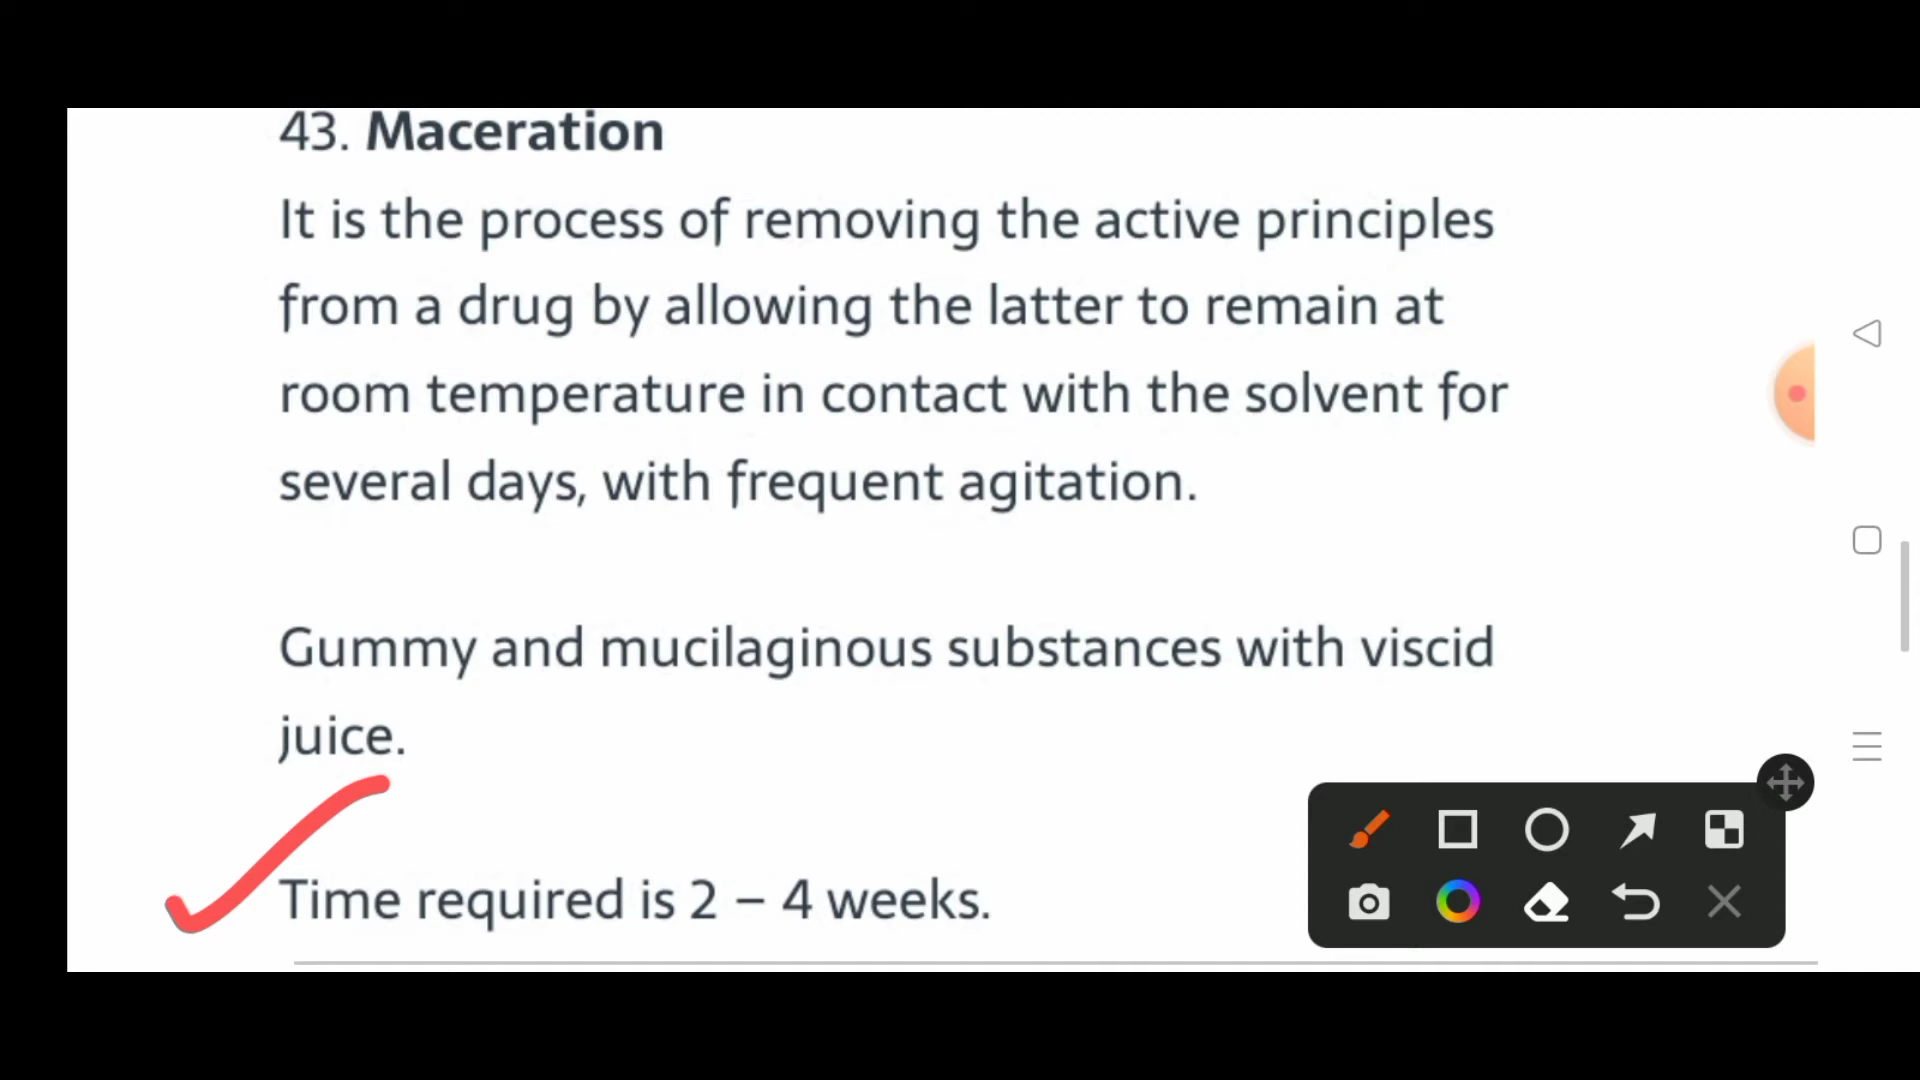 43. Maceration
It is the process of removing the active principles
from a drug by allowing the latter to remain at
room temperature in contact with the solvent for
several days, with frequent agitation.
Gummy and mucilaginous substances with viscid
juice.
Time required is 2 – 4 weeks.